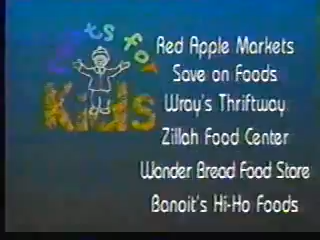 ts for
Kids
Red Apple Markets
Save on Foods
Wray's Thriftway
Zillah Food Center
Wonder Bread Food Store
Banoit's Hi-Ho Foods